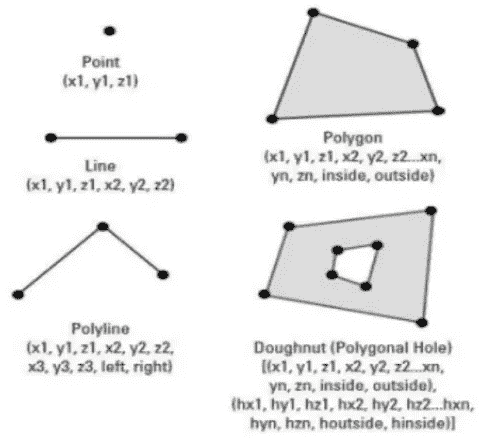 Point
(x1, y1, z1)
Line
(x1, y1, z1, x2, y2, z2)
Polyline
(x1, y1, z1, x2, y2, z2,
x3, y3, z3, left, right)
Polygon
(x1, y1, z1, x2, y2, z2...xn,
yn, zn, inside, outside)
Doughnut (Polygonal Hole)
[(x1, y1, z1, x2, y2, z2...xn,
yn, zn, inside, outside),
(hx1, hy1, hz1, hx2, hy2, hz2...hxn,
hyn, hzn, houtside, hinside)]